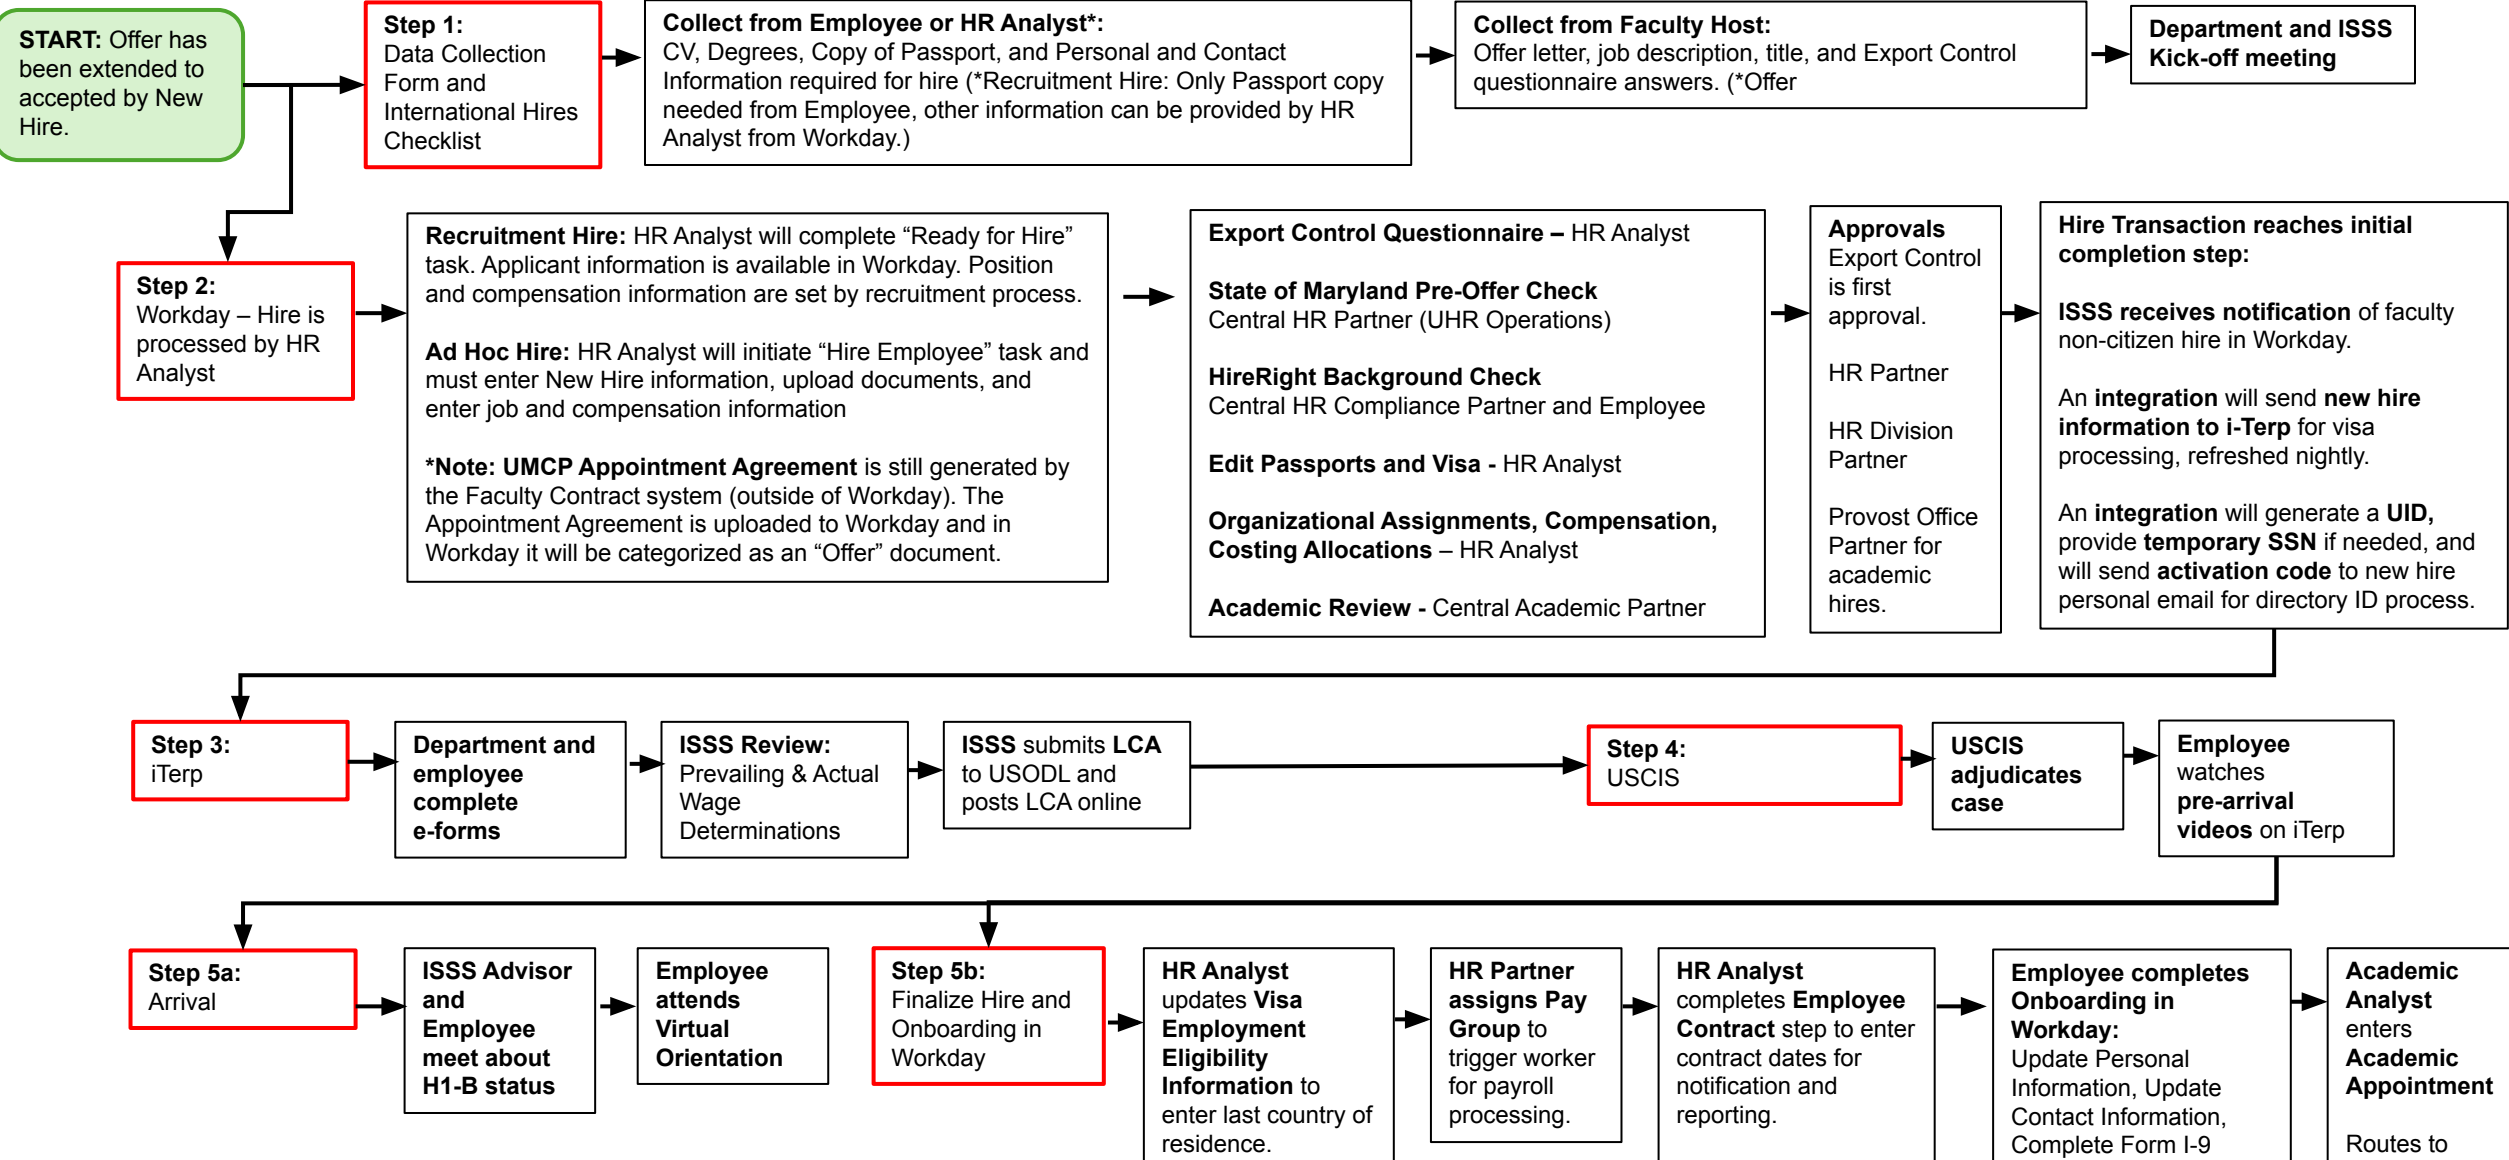 START: Offer has
been extended to
accepted by New
Hire.
Step 1:
Data Collection
Form and
International Hires
Checklist
Collect from Employee or HR Analyst*:
CV, Degrees, Copy of Passport, and Personal and Contact
Information required for hire (*Recruitment Hire: Only Passport copy
needed from Employee, other information can be provided by HR
Analyst from Workday.)
Collect from Faculty Host:
Offer letter, job description, title, and Export Control
questionnaire answers. (*Offer
Department and ISSS
Kick-off meeting
Step 2:
Workday – Hire is
processed by HR
Analyst
Recruitment Hire: HR Analyst will complete “Ready for Hire”
task. Applicant information is available in Workday. Position
and compensation information are set by recruitment process.
Ad Hoc Hire: HR Analyst will initiate “Hire Employee” task and
must enter New Hire information, upload documents, and
enter job and compensation information
*Note: UMCP Appointment Agreement is still generated by
the Faculty Contract system (outside of Workday). The
Appointment Agreement is uploaded to Workday and in
Workday it will be categorized as an “Offer” document.
Export Control Questionnaire – HR Analyst
State of Maryland Pre-Offer Check
Central HR Partner (UHR Operations)
HireRight Background Check
Central HR Compliance Partner and Employee
Edit Passports and Visa - HR Analyst
Organizational Assignments, Compensation,
Costing Allocations – HR Analyst
Academic Review - Central Academic Partner
Approvals
Export Control
is first
approval.
HR Partner
HR Division
Partner
Provost Office
Partner for
academic
hires.
Hire Transaction reaches initial
completion step:
ISSS receives notification of faculty
non-citizen hire in Workday.
An integration will send new hire
information to i-Terp for visa
processing, refreshed nightly.
An integration will generate a UID,
provide temporary SSN if needed, and
will send activation code to new hire
personal email for directory ID process.
Step 3:
iTerp
Department and
employee
complete
e-forms
ISSS Review:
Prevailing & Actual
Wage
Determinations
ISSS submits LCA
to USODL and
posts LCA online
Step 4:
USCIS
USCIS
adjudicates
case
Employee
watches
pre-arrival
videos on iTerp
Step 5a:
Arrival
ISSS Advisor
and
Employee
meet about
H1-B status
Employee
attends
Virtual
Orientation
Step 5b:
Finalize Hire and
Onboarding in
Workday
HR Analyst
updates Visa
Employment
Eligibility
Information to
enter last country of
residence.
HR Partner
assigns Pay
Group to
trigger worker
for payroll
processing.
HR Analyst
completes Employee
Contract step to enter
contract dates for
notification and
reporting.
Employee completes
Onboarding in
Workday:
Update Personal
Information, Update
Contact Information,
Complete Form I-9
Academic
Analyst
enters
Academic
Appointment
Routes to